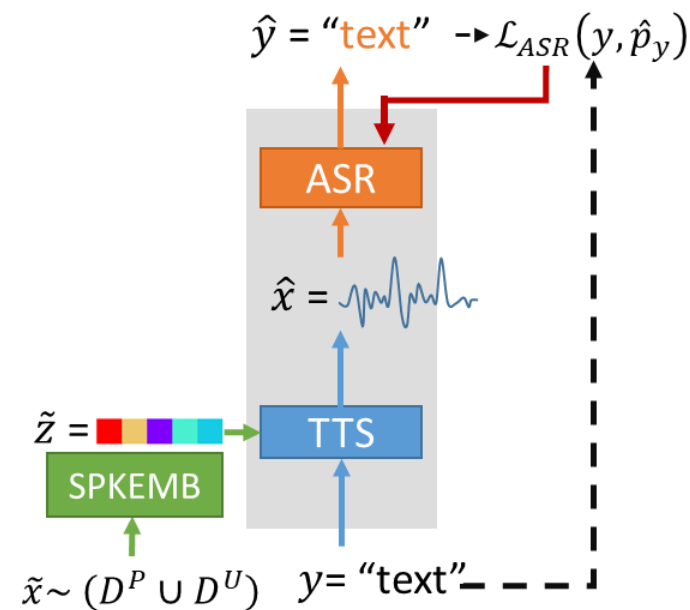 ŷ = “text” → ℒ_ASR(y, p̂_y)
ASR
x̂ =
z̃ =
TTS
SPKEMB
x̃ ~ (D^P ∪ D^U)
y= “text”